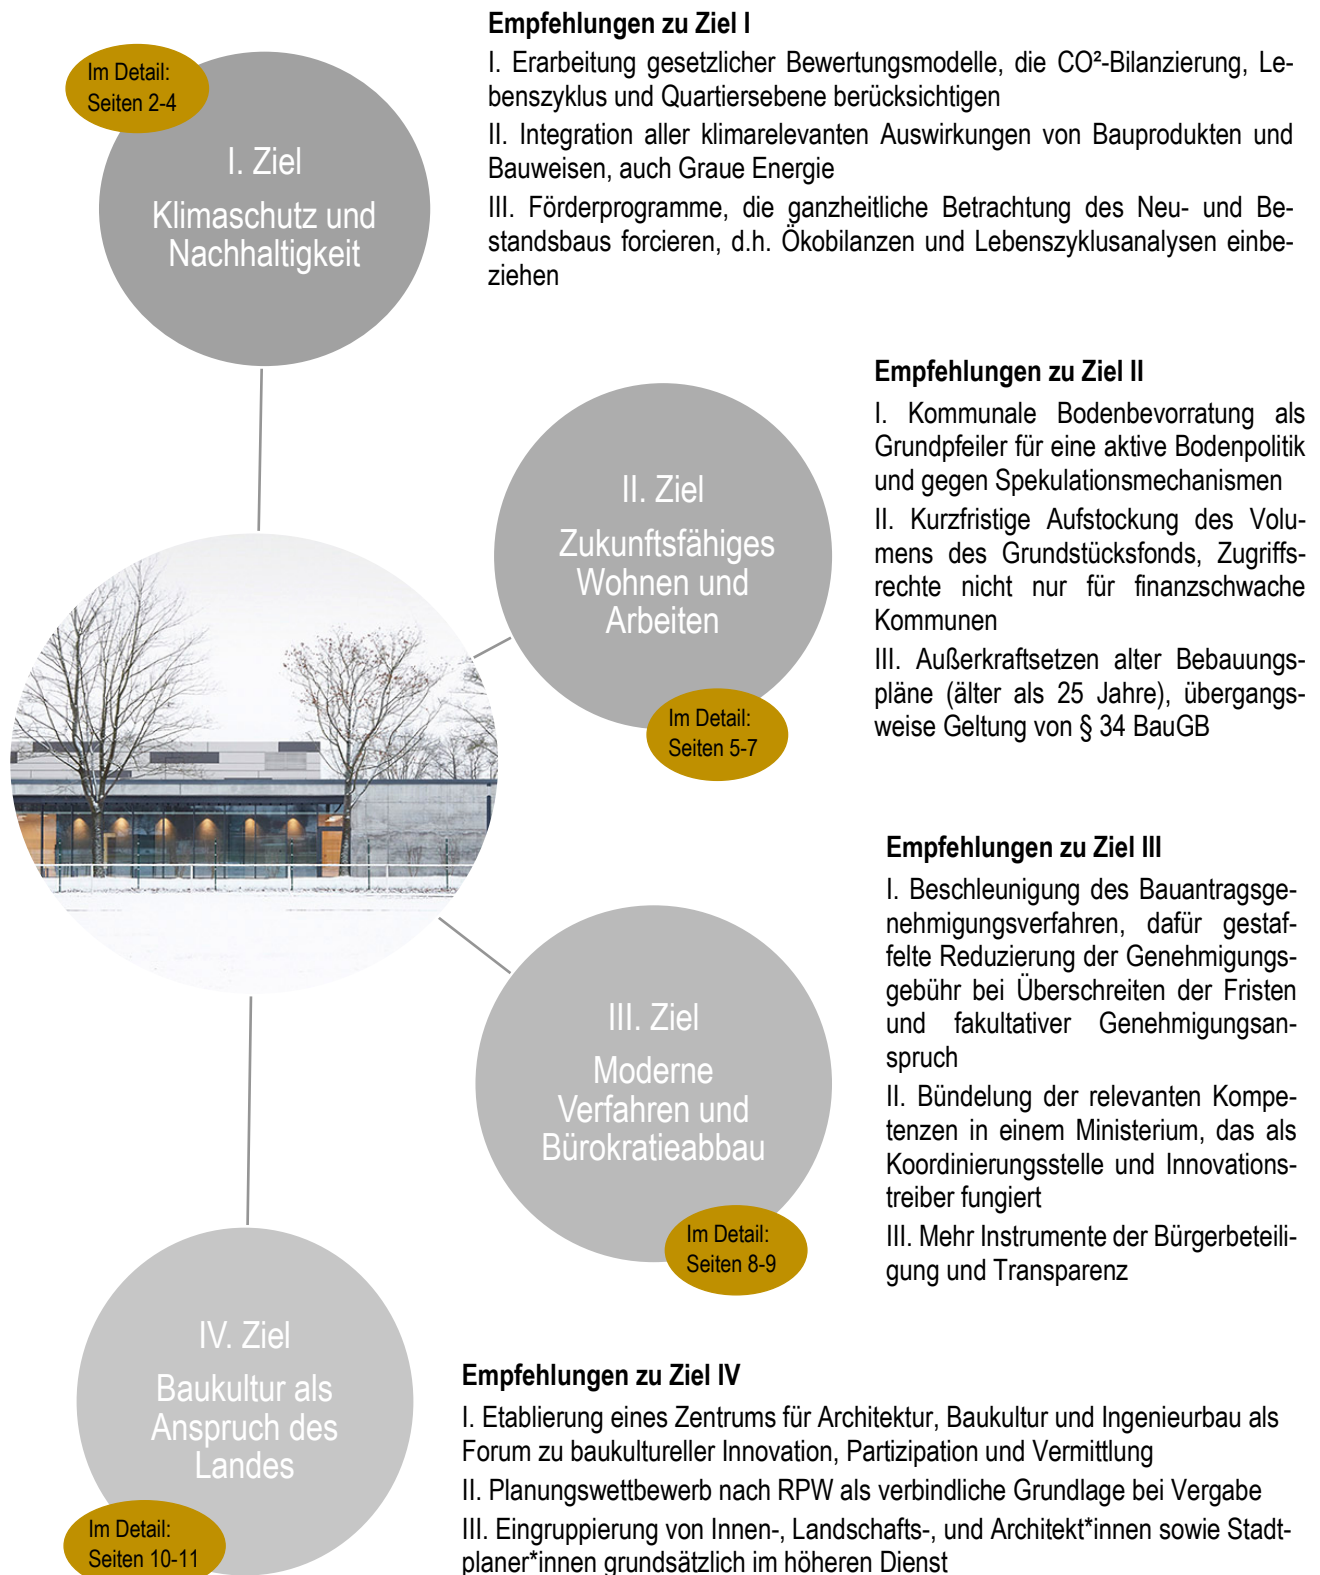 Empfehlungen zu Ziel I
I. Erarbeitung gesetzlicher Bewertungsmodelle, die CO²-Bilanzierung, Le-
benszyklus und Quartiersebene berücksichtigen
II. Integration aller klimarelevanten Auswirkungen von Bauprodukten und
Bauweisen, auch Graue Energie
III. Förderprogramme, die ganzheitliche Betrachtung des Neu- und Be-
standsbaus forcieren, d.h. Ökobilanzen und Lebenszyklusanalysen einbe-
ziehen
Im Detail:
Seiten 2-4
I. Ziel
Klimaschutz und
Nachhaltigkeit
Empfehlungen zu Ziel II
I. Kommunale Bodenbevorratung als
Grundpfeiler für eine aktive Bodenpolitik
und gegen Spekulationsmechanismen
II. Kurzfristige Aufstockung des Volu-
mens des Grundstücksfonds, Zugriffs-
rechte nicht nur für finanzschwache
Kommunen
III. Außerkraftsetzen alter Bebauungs-
pläne (älter als 25 Jahre), übergangs-
weise Geltung von § 34 BauGB
II. Ziel
Zukunftsfähiges
Wohnen und
Arbeiten
Im Detail:
Seiten 5-7
Empfehlungen zu Ziel III
I. Beschleunigung des Bauantragsge-
nehmigungsverfahren, dafür gestaf-
felte Reduzierung der Genehmigungs-
gebühr bei Überschreiten der Fristen
und fakultativer Genehmigungsan-
spruch
II. Bündelung der relevanten Kompe-
tenzen in einem Ministerium, das als
Koordinierungsstelle und Innovations-
treiber fungiert
III. Mehr Instrumente der Bürgerbeteili-
gung und Transparenz
III. Ziel
Moderne
Verfahren und
Bürokratieabbau
Im Detail:
Seiten 8-9
IV. Ziel
Baukultur als
Anspruch des
Landes
Im Detail:
Seiten 10-11
Empfehlungen zu Ziel IV
I. Etablierung eines Zentrums für Architektur, Baukultur und Ingenieurbau als
Forum zu baukultureller Innovation, Partizipation und Vermittlung
II. Planungswettbewerb nach RPW als verbindliche Grundlage bei Vergabe
III. Eingruppierung von Innen-, Landschafts-, und Architekt*innen sowie Stadt-
planer*innen grundsätzlich im höheren Dienst